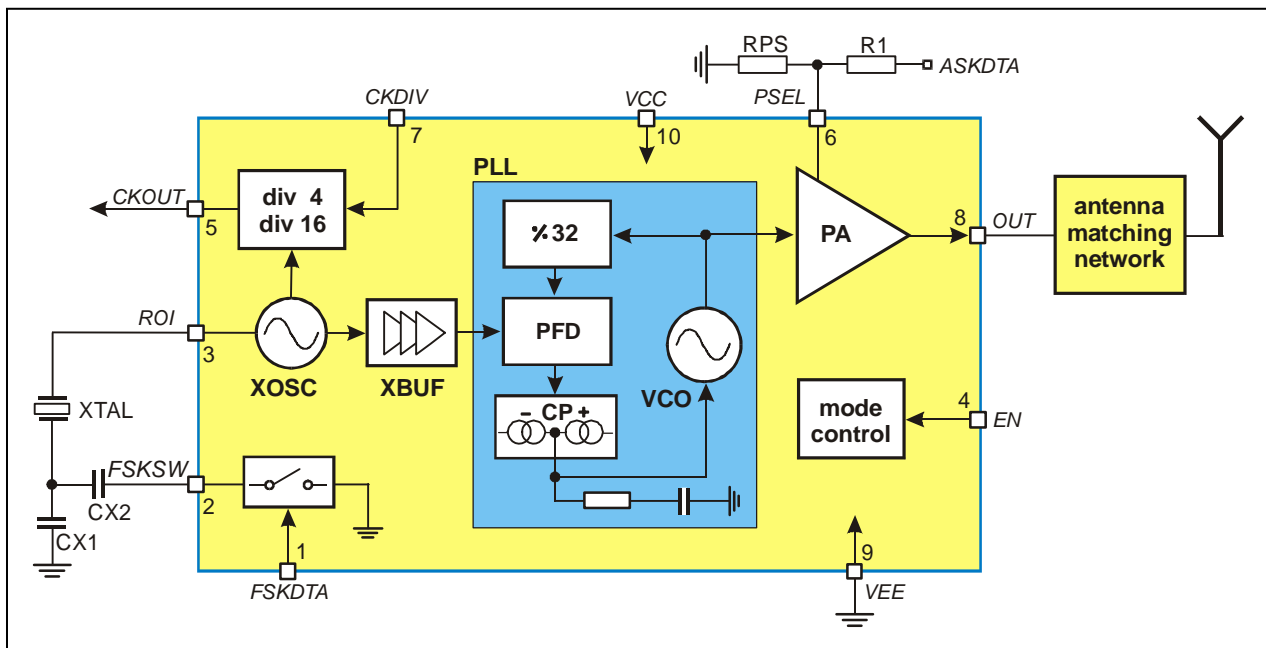 RPS
R1
ASKDTA
CKDIV
VCC
PSEL
7
10
6
PLL
CKOUT
5
div 4
div 16
÷ 32
PA
8
OUT
antenna
matching
network
ROI
3
XOSC
XBUF
PFD
VCO
XTAL
- CP +
mode
control
4
EN
FSKSW
2
CX2
CX1
1
FSKDTA
9
VEE